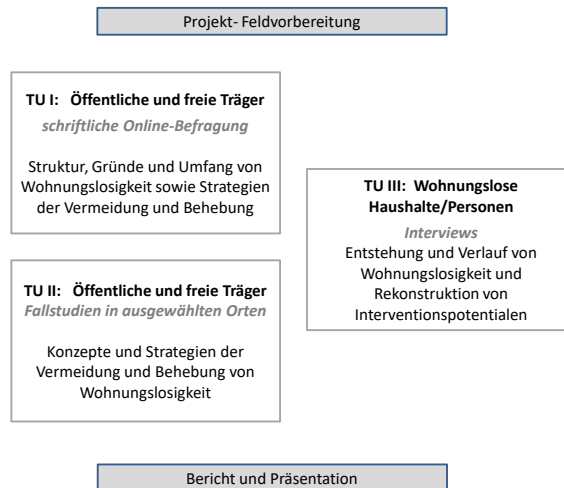 Projekt- Feldvorbereitung
TU I: Öffentliche und freie Träger
schriftliche Online-Befragung
Struktur, Gründe und Umfang von
Wohnungslosigkeit sowie Strategien
der Vermeidung und Behebung
TU II: Öffentliche und freie Träger
Fallstudien in ausgewählten Orten
Konzepte und Strategien der
Vermeidung und Behebung von
Wohnungslosigkeit
TU III: Wohnungslose
Haushalte/Personen
Interviews
Entstehung und Verlauf von
Wohnungslosigkeit und
Rekonstruktion von
Interventionspotentialen
Bericht und Präsentation